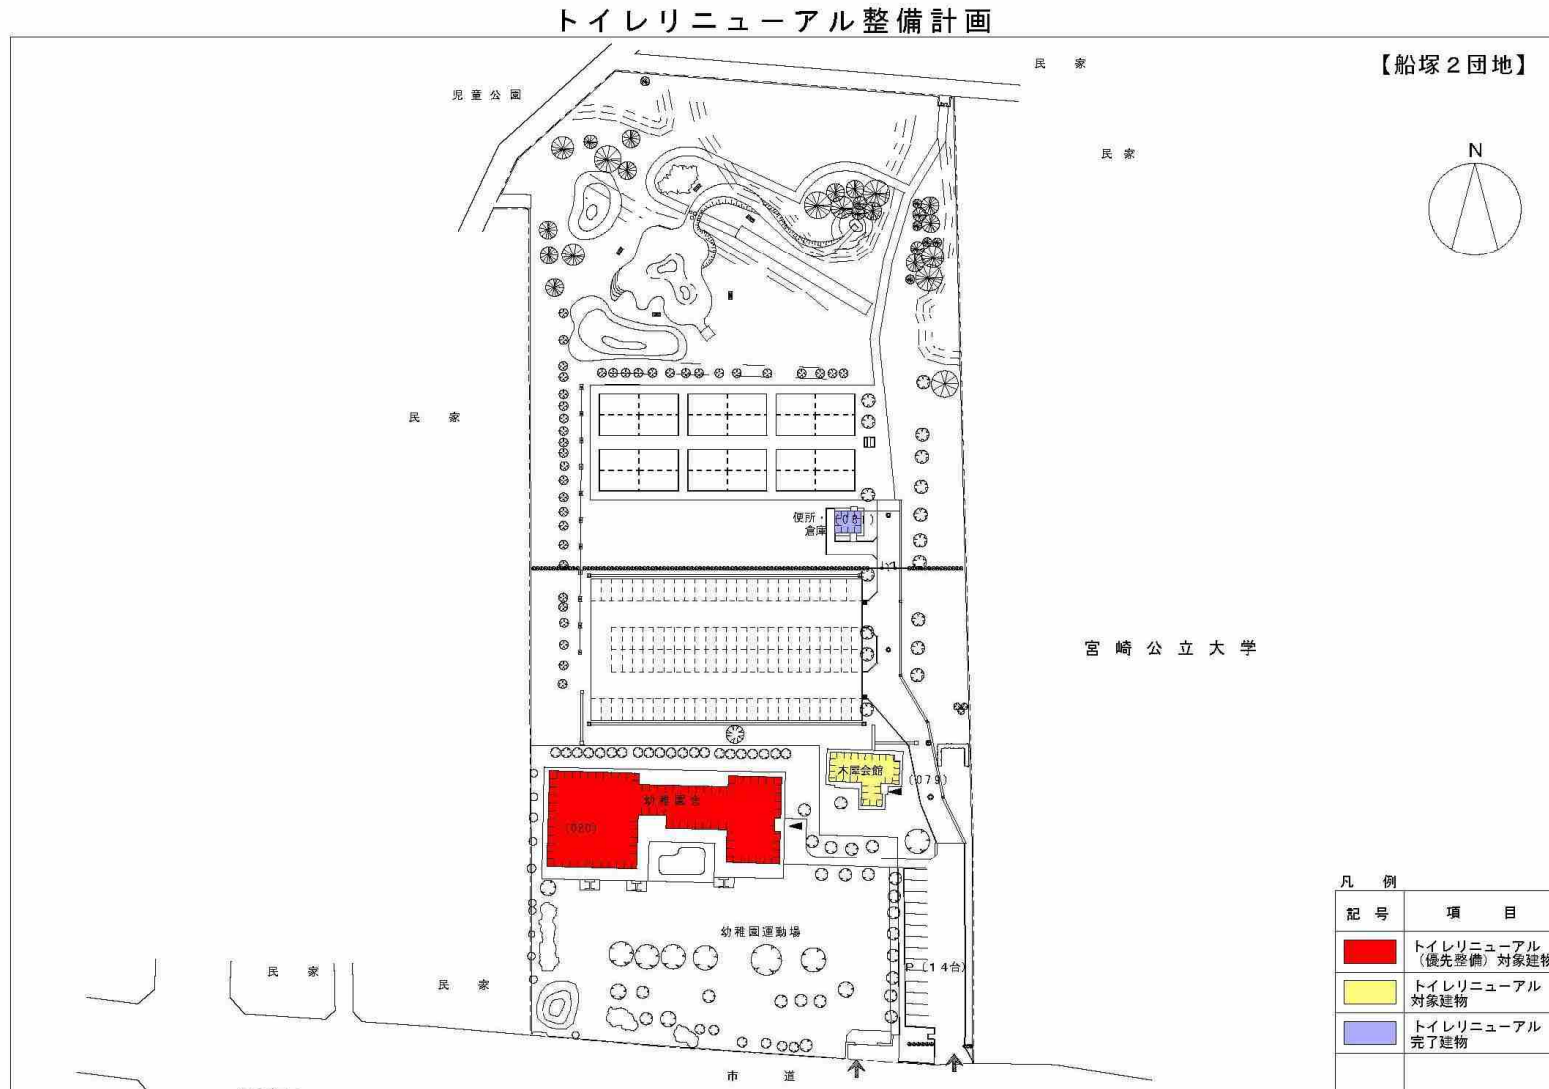 トイレリニューアル整備計画
【船塚2団地】
民 家
児童公園
民 家
N
民 家
便所・
倉庫
宮崎公立大学
木犀会館
(079)
幼稚園舎
(020)
幼稚園運動場
P(14台)
民 家
民 家
市 道
凡 例
記 号
項 目
トイレリニューアル
(優先整備)対象建物
トイレリニューアル
対象建物
トイレリニューアル
完了建物